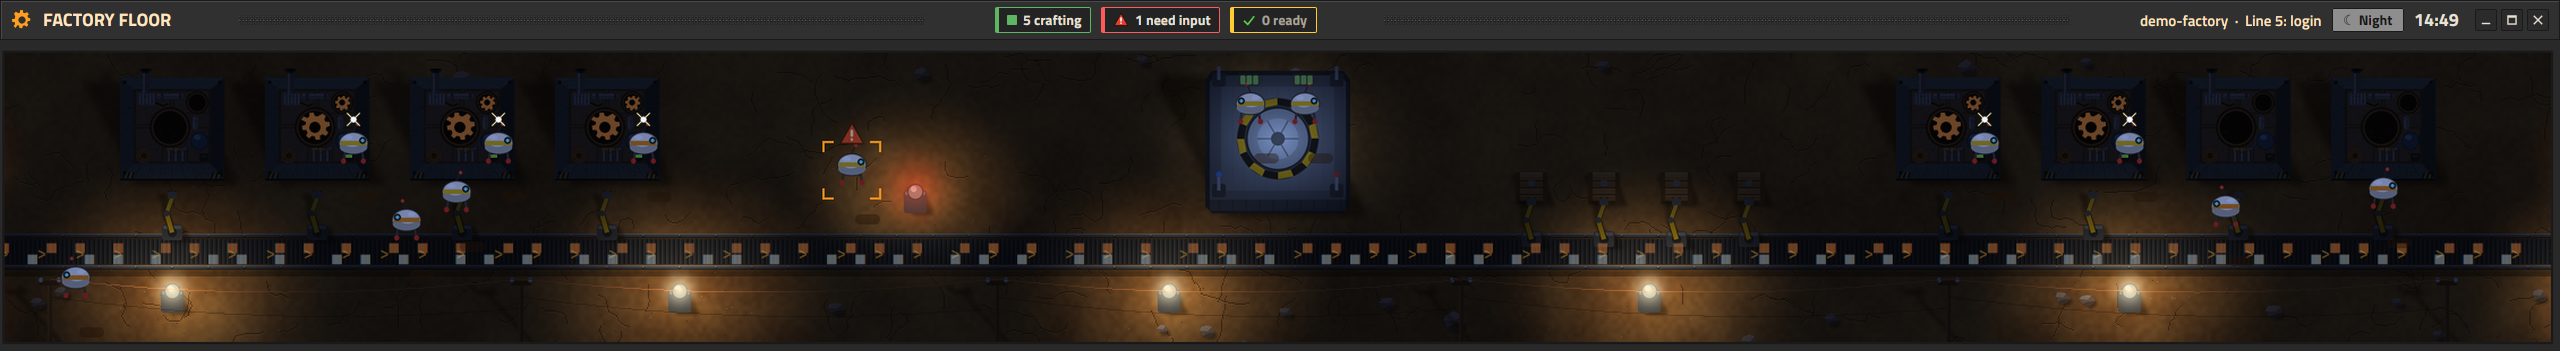 FACTORY FLOOR
5 crafting
1 need input
0 ready
demo-factory · Line 5: login
Night
14:49